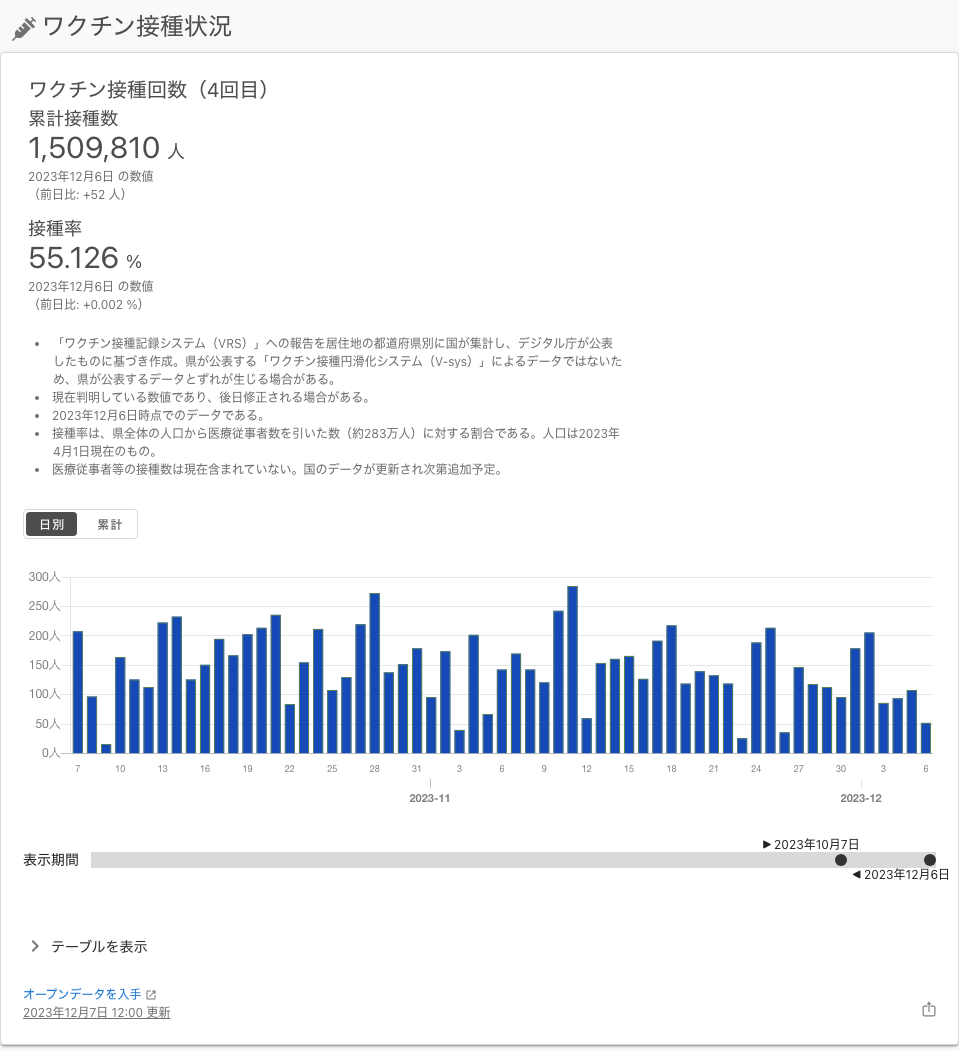 ワクチン接種状況
ワクチン接種回数（4回目）
累計接種数
1,509,810 人
2023年12月6日 の数値
（前日比: +52 人）
接種率
55.126 %
2023年12月6日 の数値
（前日比: +0.002 %）
• 「ワクチン接種記録システム（VRS）」への報告を居住地の都道府県別に国が集計し、デジタル庁が公表
したものに基づき作成。県が公表する「ワクチン接種円滑化システム（V-sys）」によるデータではないた
め、県が公表するデータとずれが生じる場合がある。
• 現在判明している数値であり、後日修正される場合がある。
• 2023年12月6日時点でのデータである。
• 接種率は、県全体の人口から医療従事者数を引いた数（約283万人）に対する割合である。人口は2023年
4月1日現在のもの。
• 医療従事者等の接種数は現在含まれていない。国のデータが更新され次第追加予定。
日別 累計
300人
250人
200人
150人
100人
50人
0人
7 10 13 16 19 22 25 28 31 3 6 9 12 15 18 21 24 27 30 3 6
2023-11 2023-12
▶ 2023年10月7日
表示期間
◀ 2023年12月6日
テーブルを表示
オープンデータを入手
2023年12月7日 12:00 更新